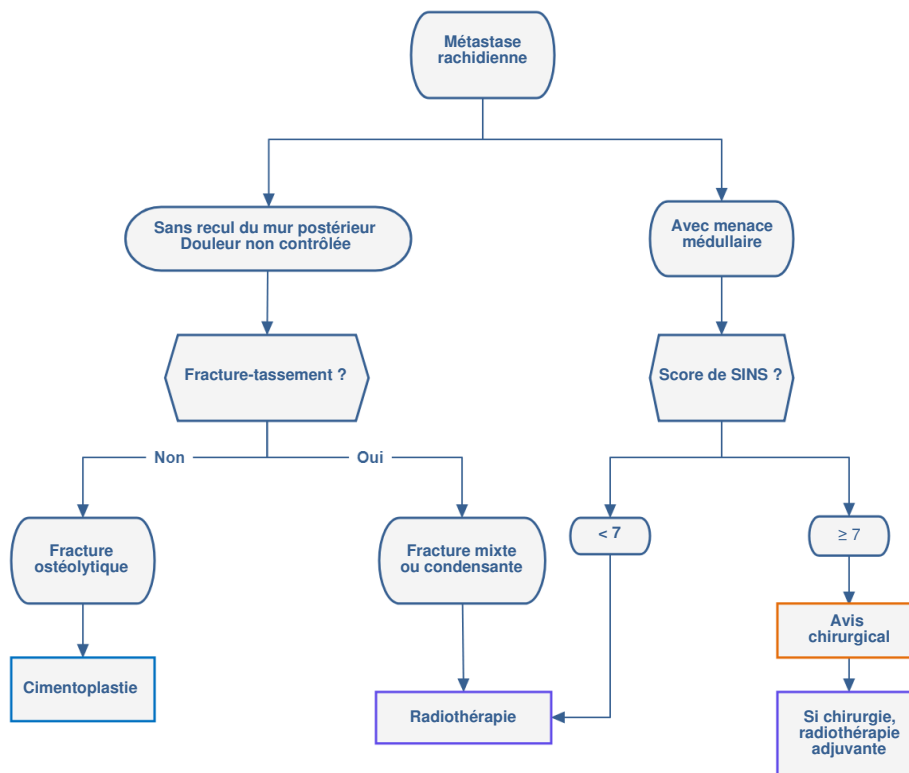 Métastase
rachidienne
Sans recul du mur postérieur
Douleur non contrôlée
Avec menace
médullaire
Fracture-tassement ?
Score de SINS ?
Non
Oui
Fracture
ostéolytique
Fracture mixte
ou condensante
< 7
≥ 7
Avis
chirurgical
Cimentoplastie
Radiothérapie
Si chirurgie,
radiothérapie
adjuvante